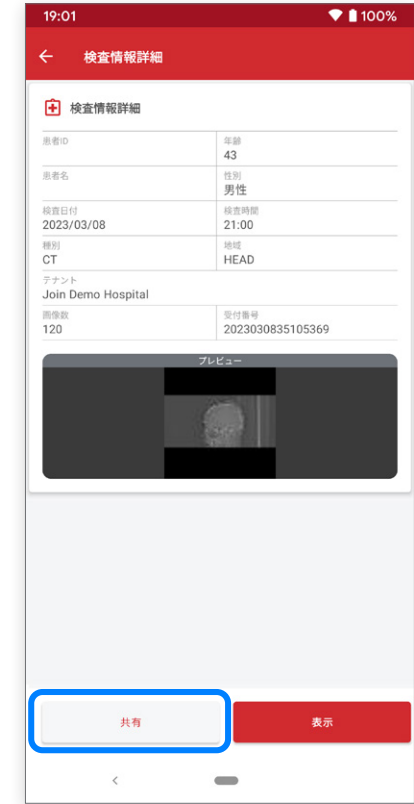 19:01 100%
検査情報詳細
検査情報詳細
患者ID 年齢
43
患者名 性別
男性
検査日付 検査時間
2023/03/08 21:00
種別 地域
CT HEAD
テナント
Join Demo Hospital
画像数 受付番号
120 2023030835105369
プレビュー
共有 表示